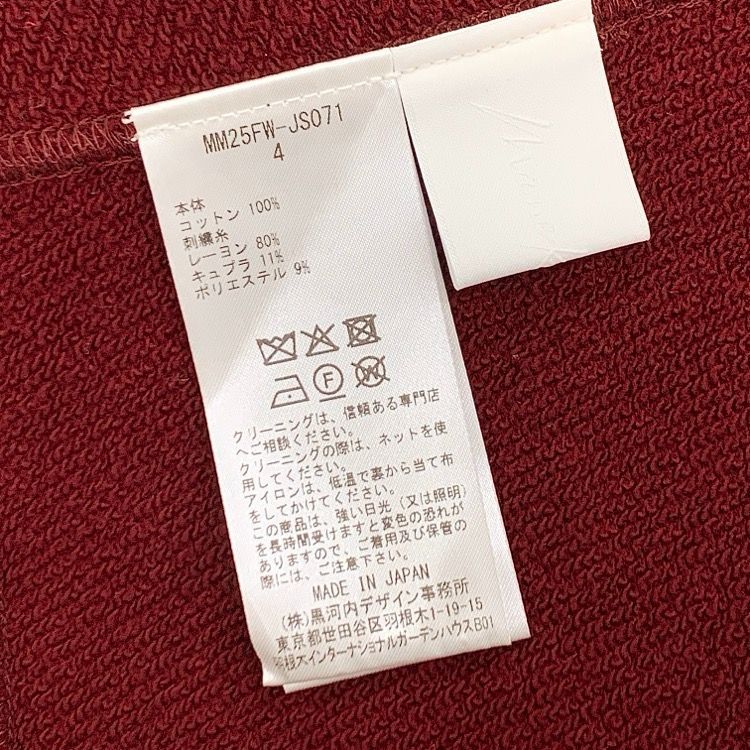 MM25FW-JS071
4
本体
コットン 100%
刺繍糸
レーヨン 80%
キュプラ 11%
ポリエステル 9%
F
W
クリーニングは、信頼ある専門店
へご相談ください。
クリーニングの際は、ネットを使
用してください。
アイロンは、低温で裏から当て布
をしてかけてください。
この商品は、強い日光（又は照明）
を長時間受けますと変色の恐れが
ありますので、ご着用及び保管の
際には、ご注意下さい。
MADE IN JAPAN
(株)黒河内デザイン事務所
東京都世田谷区羽根木1-19-15
羽根木インターナショナルガーデンハウスB01